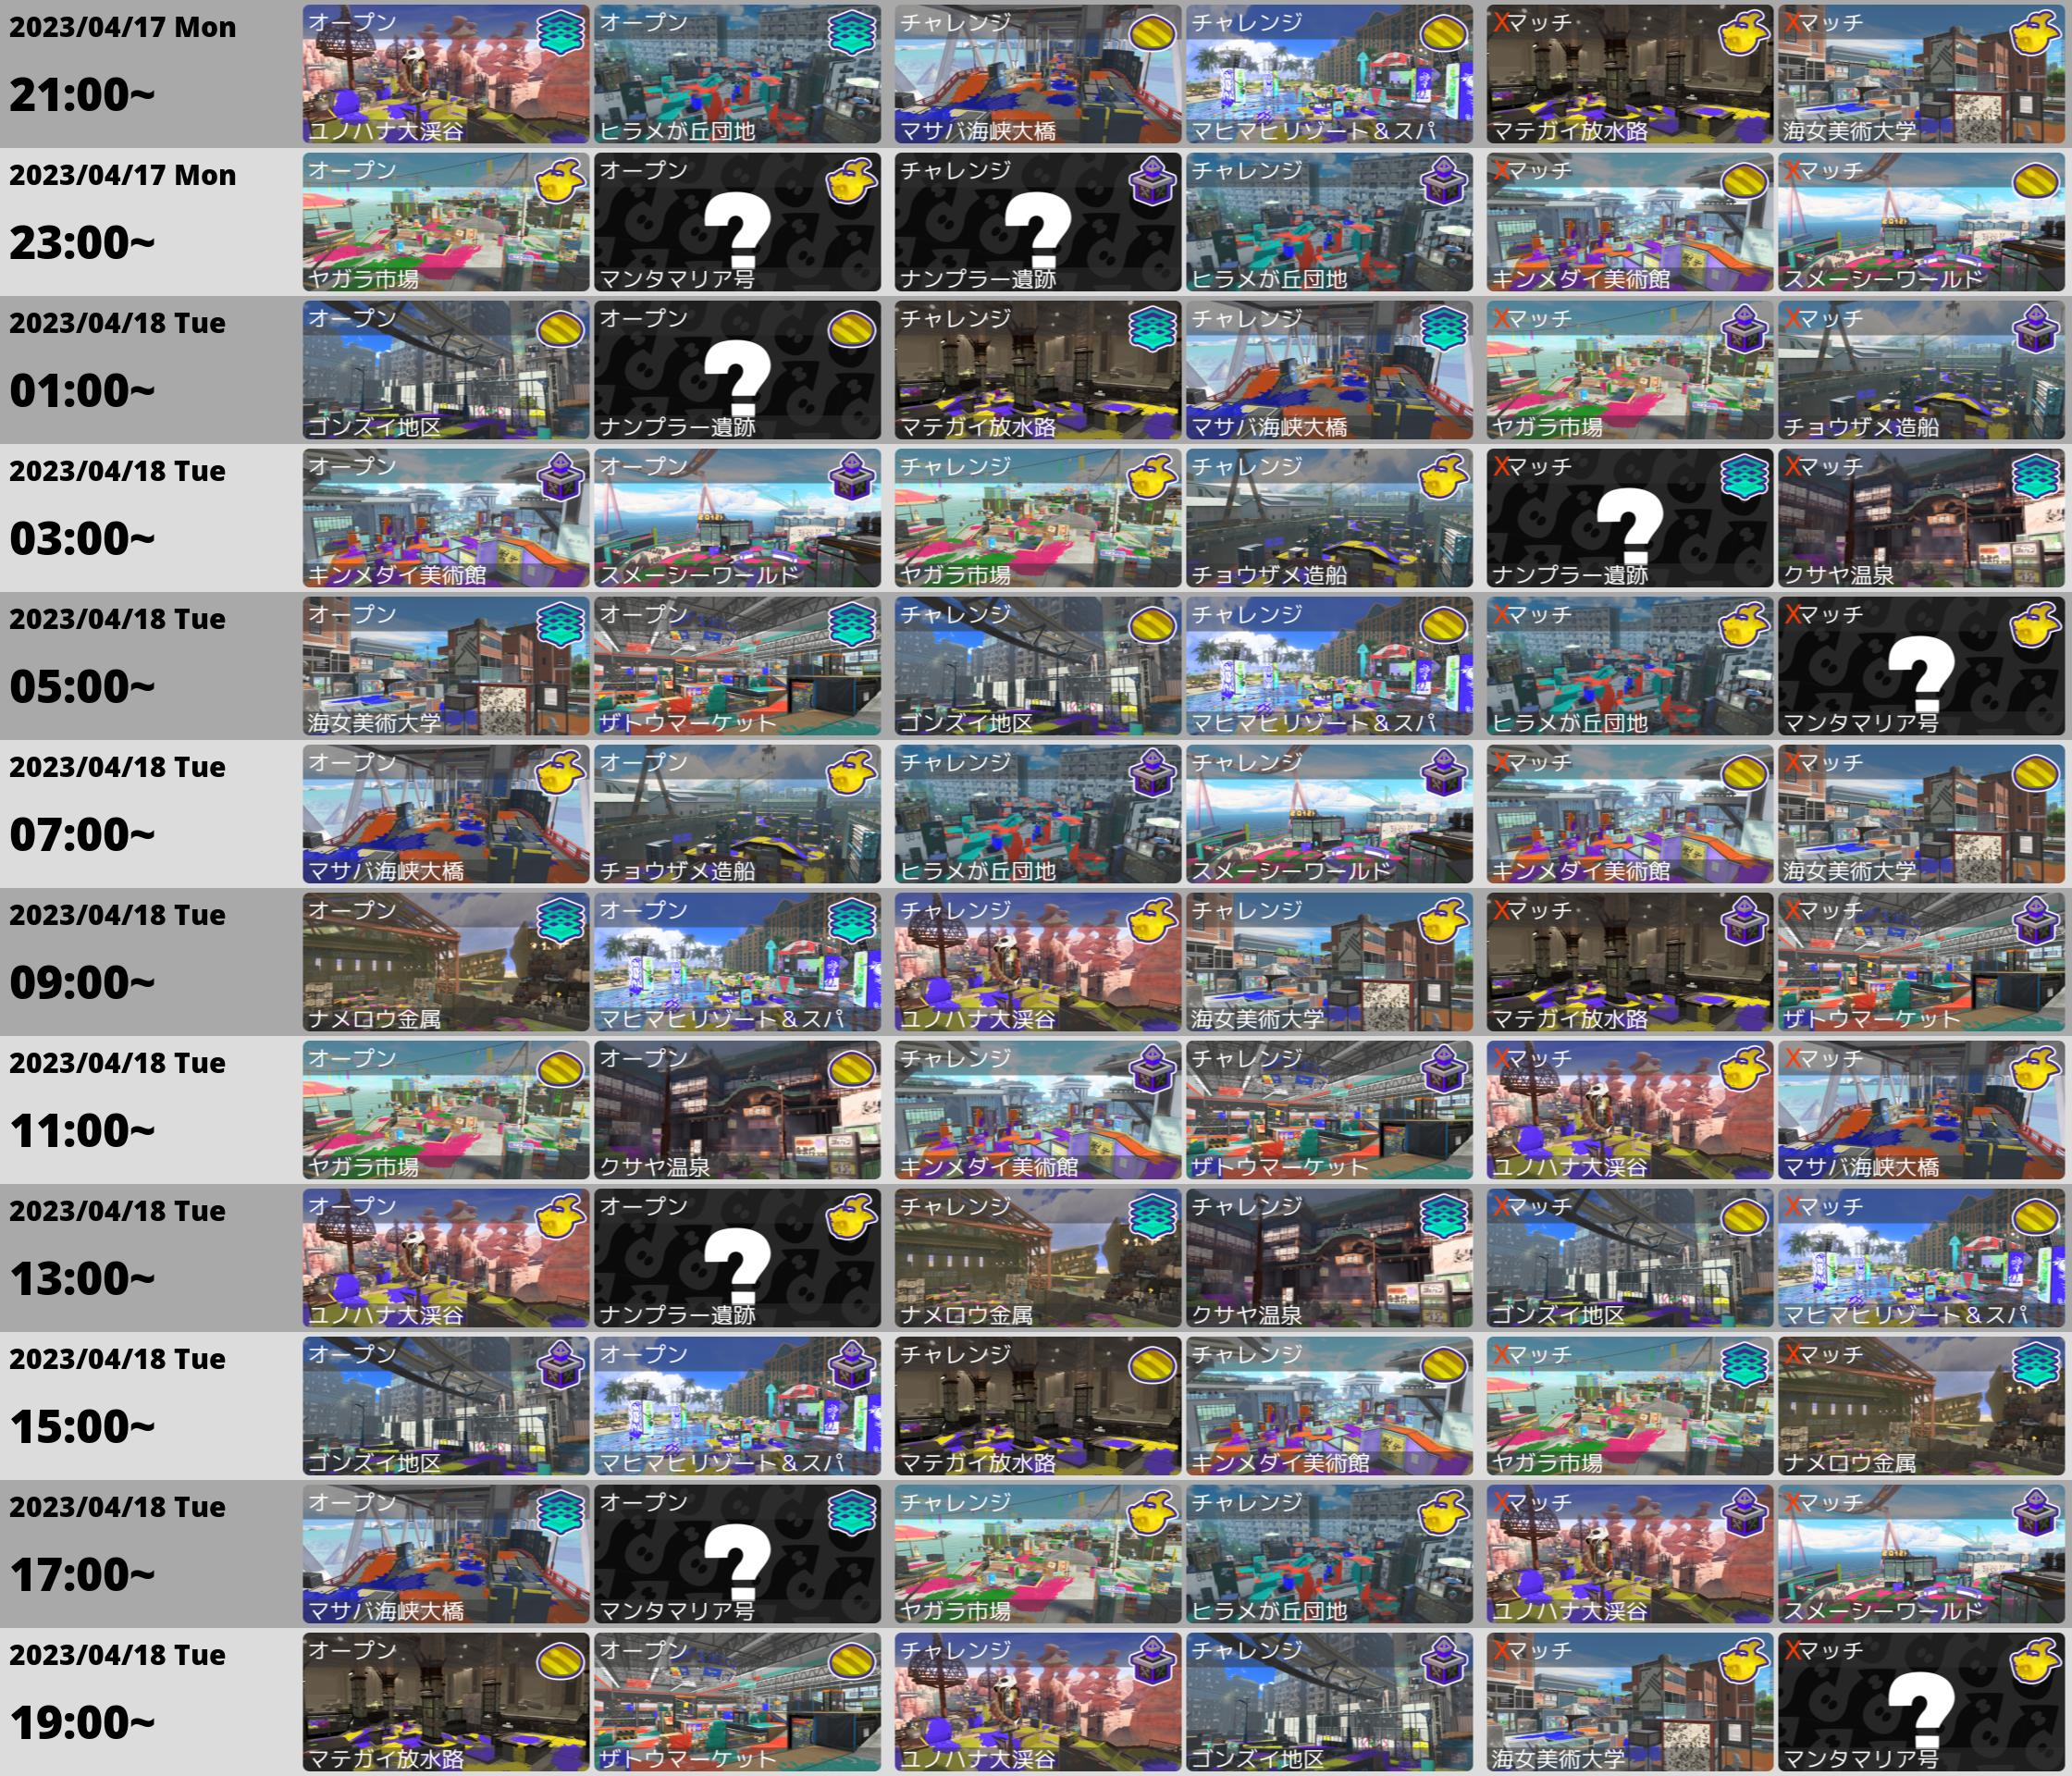 2023/04/17 Mon
21:00~
オープン
ユノハナ大渓谷
オープン
ヒラメが丘団地
チャレンジ
マサバ海峡大橋
チャレンジ
マヒマヒリゾート＆スパ
Xマッチ
マテガイ放水路
Xマッチ
海女美術大学
2023/04/17 Mon
23:00~
オープン
ヤガラ市場
オープン
?
マンタマリア号
チャレンジ
?
ナンプラー遺跡
チャレンジ
ヒラメが丘団地
Xマッチ
キンメダイ美術館
Xマッチ
スメーシーワールド
2023/04/18 Tue
01:00~
オープン
ゴンズイ地区
オープン
?
ナンプラー遺跡
チャレンジ
マテガイ放水路
チャレンジ
マサバ海峡大橋
Xマッチ
ヤガラ市場
Xマッチ
チョウザメ造船
2023/04/18 Tue
03:00~
オープン
キンメダイ美術館
オープン
スメーシーワールド
チャレンジ
ヤガラ市場
チャレンジ
チョウザメ造船
Xマッチ
?
ナンプラー遺跡
Xマッチ
クサヤ温泉
2023/04/18 Tue
05:00~
オープン
海女美術大学
オープン
ザトウマーケット
チャレンジ
ゴンズイ地区
チャレンジ
マヒマヒリゾート＆スパ
Xマッチ
ヒラメが丘団地
Xマッチ
?
マンタマリア号
2023/04/18 Tue
07:00~
オープン
マサバ海峡大橋
オープン
チョウザメ造船
チャレンジ
ヒラメが丘団地
チャレンジ
スメーシーワールド
Xマッチ
キンメダイ美術館
Xマッチ
海女美術大学
2023/04/18 Tue
09:00~
オープン
ナメロウ金属
オープン
マヒマヒリゾート＆スパ
チャレンジ
ユノハナ大渓谷
チャレンジ
海女美術大学
Xマッチ
マテガイ放水路
Xマッチ
ザトウマーケット
2023/04/18 Tue
11:00~
オープン
ヤガラ市場
オープン
クサヤ温泉
チャレンジ
キンメダイ美術館
チャレンジ
ザトウマーケット
Xマッチ
ユノハナ大渓谷
Xマッチ
マサバ海峡大橋
2023/04/18 Tue
13:00~
オープン
ユノハナ大渓谷
オープン
?
ナンプラー遺跡
チャレンジ
ナメロウ金属
チャレンジ
クサヤ温泉
Xマッチ
ゴンズイ地区
Xマッチ
マヒマヒリゾート＆スパ
2023/04/18 Tue
15:00~
オープン
ゴンズイ地区
オープン
マヒマヒリゾート＆スパ
チャレンジ
マテガイ放水路
チャレンジ
キンメダイ美術館
Xマッチ
ヤガラ市場
Xマッチ
ナメロウ金属
2023/04/18 Tue
17:00~
オープン
マサバ海峡大橋
オープン
?
マンタマリア号
チャレンジ
ヤガラ市場
チャレンジ
ヒラメが丘団地
Xマッチ
ユノハナ大渓谷
Xマッチ
スメーシーワールド
2023/04/18 Tue
19:00~
オープン
マテガイ放水路
オープン
ザトウマーケット
チャレンジ
ユノハナ大渓谷
チャレンジ
ゴンズイ地区
Xマッチ
海女美術大学
Xマッチ
?
マンタマリア号